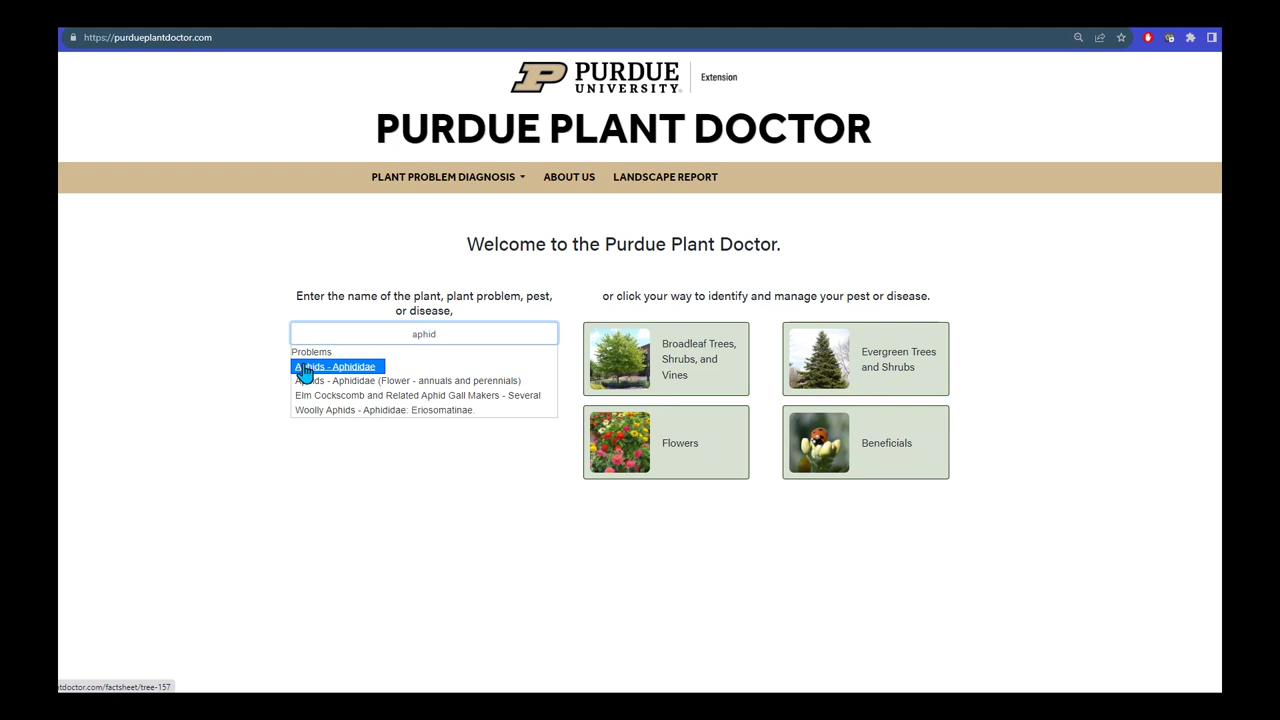 https://purdueplantdoctor.com
PURDUE
UNIVERSITY
Extension
PURDUE PLANT DOCTOR
PLANT PROBLEM DIAGNOSIS
ABOUT US
LANDSCAPE REPORT
Welcome to the Purdue Plant Doctor.
Enter the name of the plant, plant problem, pest,
or disease,
or click your way to identify and manage your pest or disease.
aphid
Problems
Aphids - Aphididae
Aphids - Aphididae (Flower - annuals and perennials)
Elm Cockscomb and Related Aphid Gall Makers - Several
Woolly Aphids - Aphididae: Eriosomatinae.
Broadleaf Trees,
Shrubs, and
Vines
Evergreen Trees
and Shrubs
Flowers
Beneficials
tdoctor.com/factsheet/tree-157